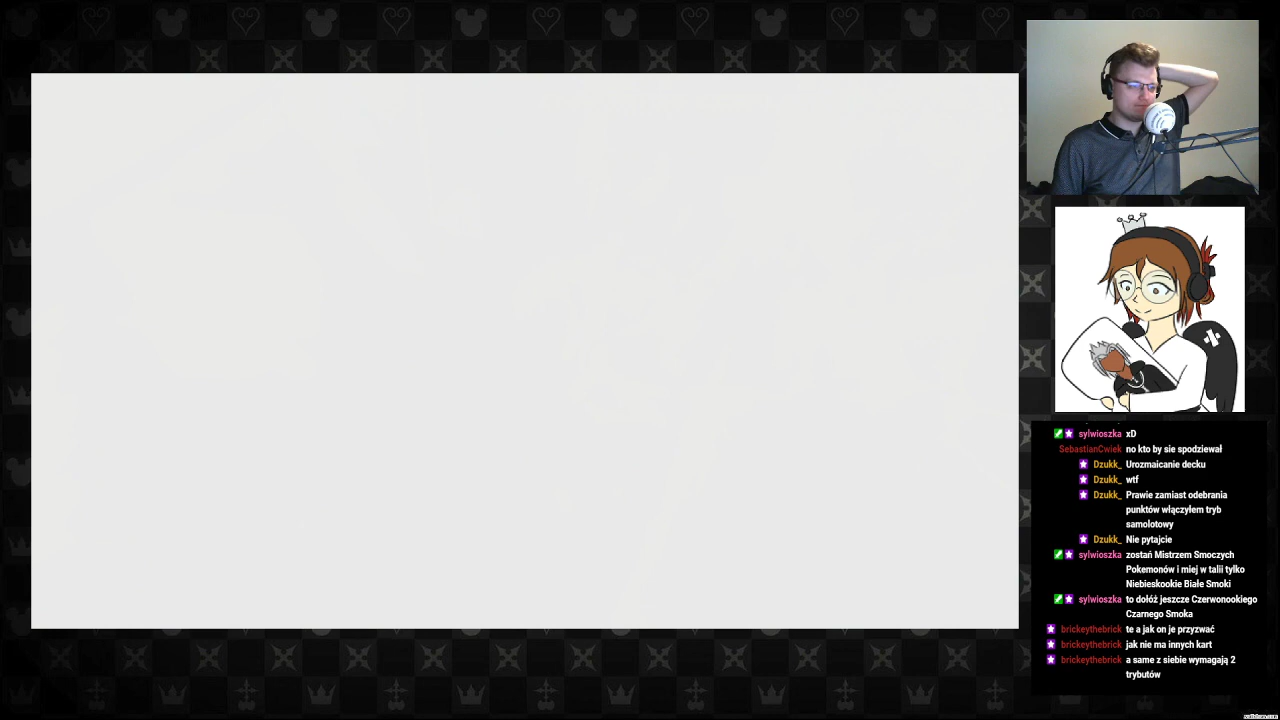 sylwioszka xD
SebastianCwiek no kto by sie spodziewał
Dzukk_ Urozmaicanie decku
Dzukk_ wtf
Dzukk_ Prawie zamiast odebrania
punktów włączyłem tryb
samolotowy
Dzukk_ Nie pytajcie
sylwioszka zostań Mistrzem Smoczych
Pokemonów i miej w talii tylko
Niebieskookie Białe Smoki
sylwioszka to dołóż jeszcze Czerwonookiego
Czarnego Smoka
brickeythebrick te a jak on je przyzwać
brickeythebrick jak nie ma innych kart
brickeythebrick a same z siebie wymagają 2
trybutów